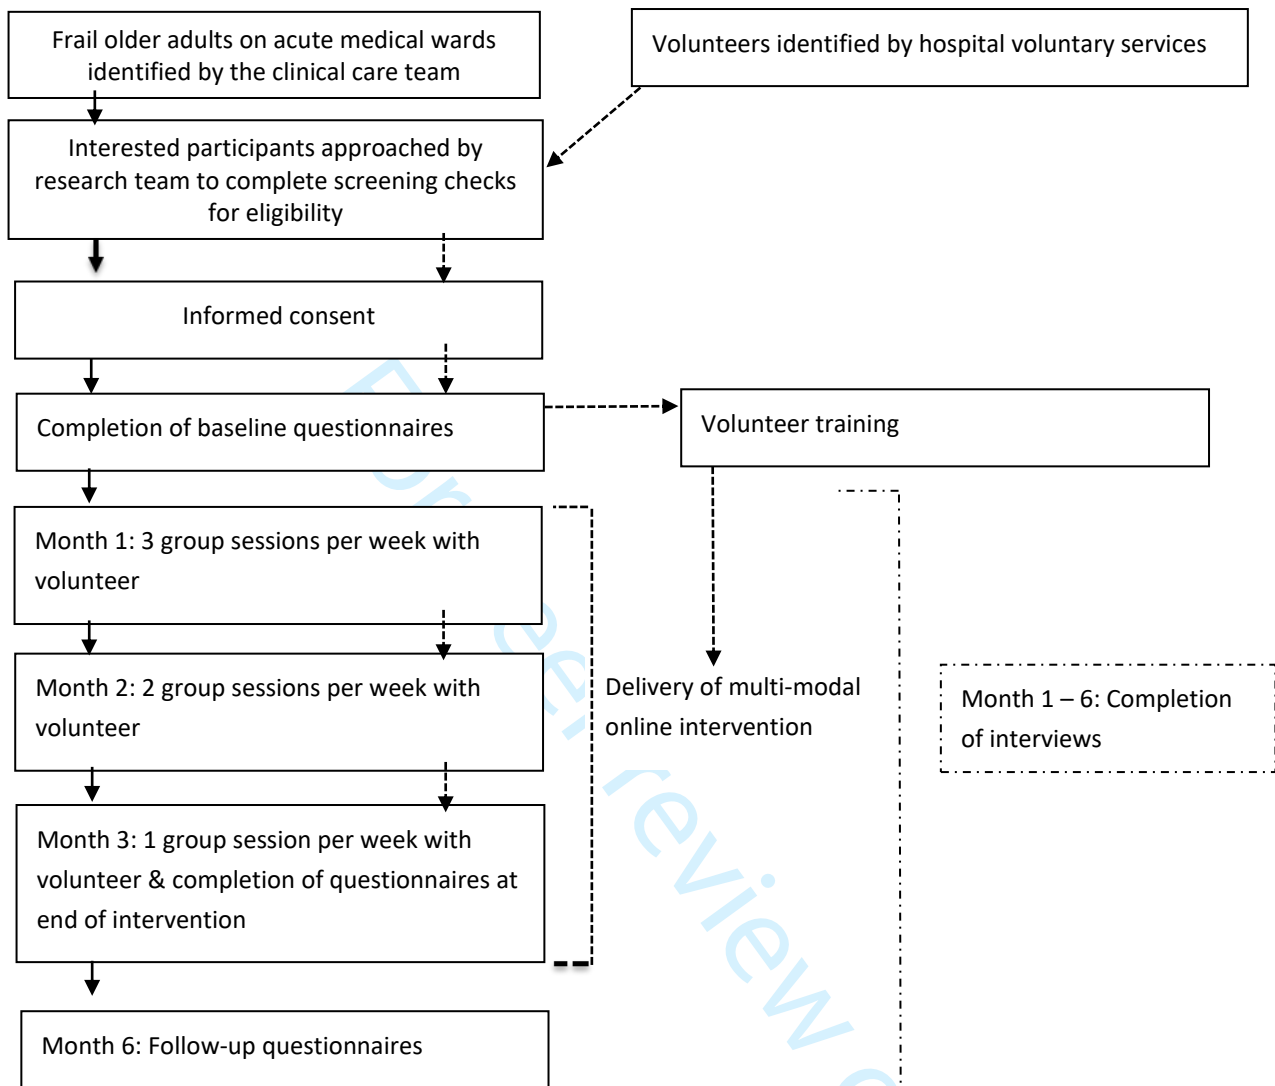 Frail older adults on acute medical wards
identified by the clinical care team
Volunteers identified by hospital voluntary services
Interested participants approached by
research team to complete screening checks
for eligibility
Informed consent
Completion of baseline questionnaires
Volunteer training
Month 1: 3 group sessions per week with
volunteer
Month 2: 2 group sessions per week with
volunteer
Delivery of multi-modal
online intervention
Month 1 – 6: Completion
of interviews
Month 3: 1 group session per week with
volunteer & completion of questionnaires at
end of intervention
Month 6: Follow-up questionnaires
For peer review